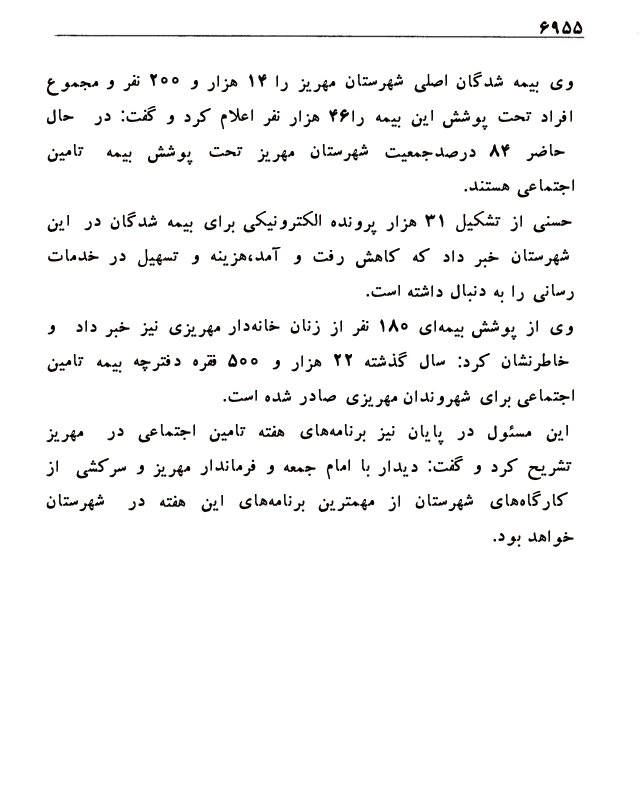 ۶۹۵۵
وی بیمه شدگان اصلی شهرستان مهریز را ۱۴ هزار و ۲۰۰ نفر و مجموع
افراد تحت پوشش این بیمه را۴۶ هزار نفر اعلام کرد و گفت: در حال
حاضر ۸۴ درصدجمعیت شهرستان مهریز تحت پوشش بیمه تامین
اجتماعی هستند.
حسنی از تشکیل ۳۱ هزار پرونده الکترونیکی برای بیمه شدگان در این
شهرستان خبر داد که کاهش رفت و آمد،هزینه و تسهیل در خدمات
رسانی را به دنبال داشته است.
وی از پوشش بیمه‌ای ۱۸۰ نفر از زنان خانه‌دار مهریزی نیز خبر داد و
خاطرنشان کرد: سال گذشته ۲۲ هزار و ۵۰۰ فقره دفترچه بیمه تامین
اجتماعی برای شهروندان مهریزی صادر شده است.
این مسئول در پایان نیز برنامه‌های هفته تامین اجتماعی در مهریز
تشریح کرد و گفت: دیدار با امام جمعه و فرماندار مهریز و سرکشی از
کارگاه‌های شهرستان از مهمترین برنامه‌های این هفته در شهرستان
خواهد بود.